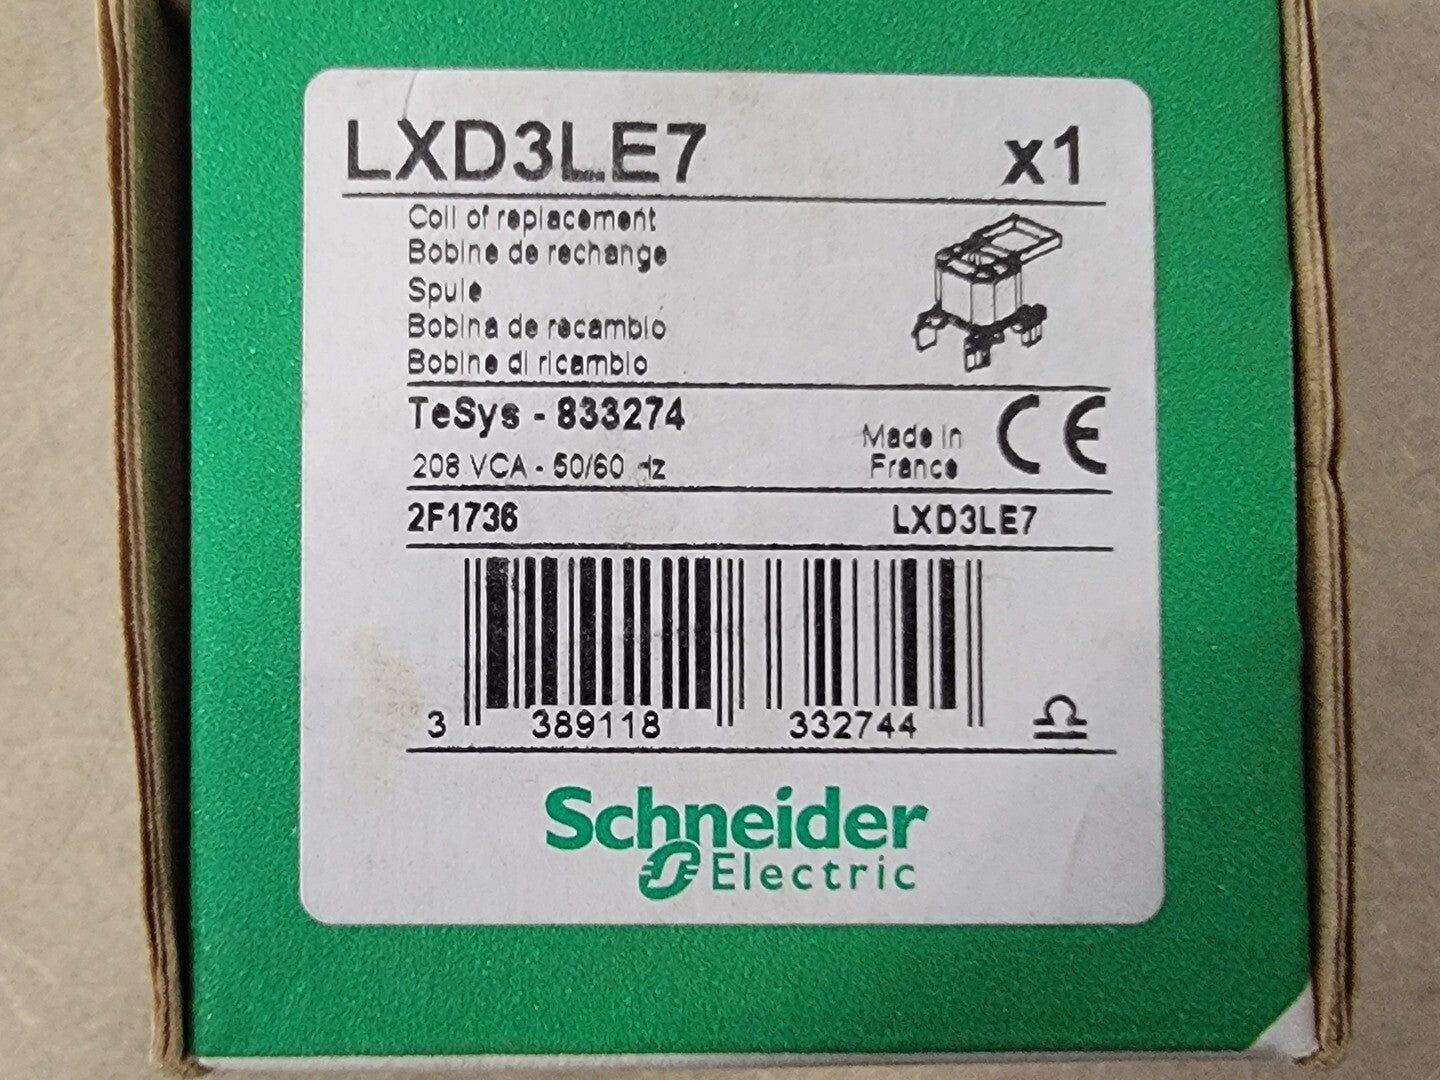 LXD3LE7 x1
Coil of replacement
Bobine de rechange
Spule
Bobina de recambio
Bobine di ricambio
TeSys - 833274
208 VCA - 50/60 Hz
Made in
France
CE
2F1736 LXD3LE7
3 389118 332744
Schneider
Electric